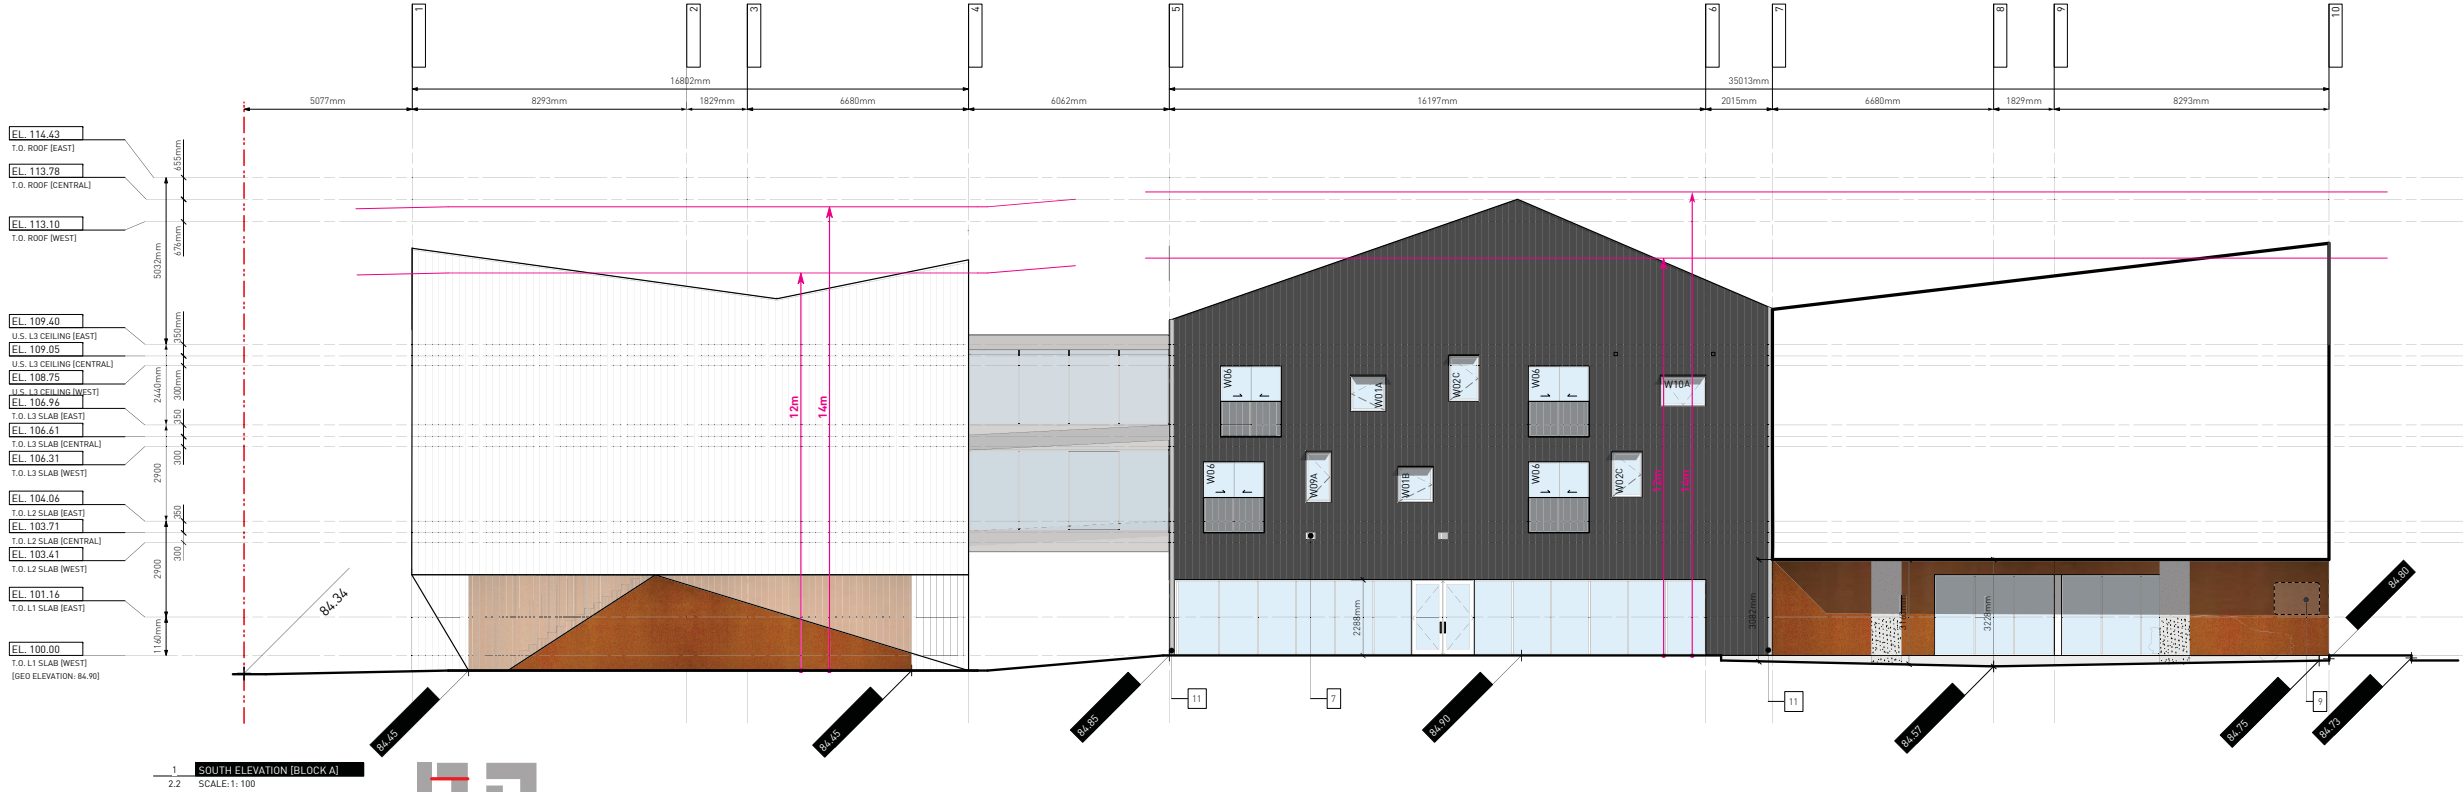 1
2
3
4
5
6
7
8
9
10
16802mm
35013mm
5077mm
8293mm
1829mm
6680mm
6062mm
16197mm
2015mm
6680mm
1829mm
8293mm
EL. 114.43
T.O. ROOF [EAST]
EL. 113.78
T.O. ROOF [CENTRAL]
EL. 113.10
T.O. ROOF [WEST]
EL. 109.40
U.S. L3 CEILING [EAST]
EL. 109.05
U.S. L3 CEILING [CENTRAL]
EL. 108.75
U.S. L3 CEILING [WEST]
EL. 106.96
T.O. L3 SLAB [EAST]
EL. 106.61
T.O. L3 SLAB [CENTRAL]
EL. 106.31
T.O. L3 SLAB [WEST]
EL. 104.06
T.O. L2 SLAB [EAST]
EL. 103.71
T.O. L2 SLAB [CENTRAL]
EL. 103.41
T.O. L2 SLAB [WEST]
EL. 101.16
T.O. L1 SLAB [EAST]
EL. 100.00
T.O. L1 SLAB [WEST]
[GEO ELEVATION: 84.90]
655mm
676mm
5032mm
350mm
300mm
2440mm
350
300
2900
350
300
2900
1160mm
84.34
12m
14m
W06
W01A
W02C
W06
W10A
W06
W09A
W01B
W06
W02C
12m
14m
2288mm
3082mm
3228mm
84.80
84.45
84.45
84.85
84.90
84.57
84.75
84.73
11
7
11
9
1
SOUTH ELEVATION [BLOCK A]
2.2
SCALE: 1: 100